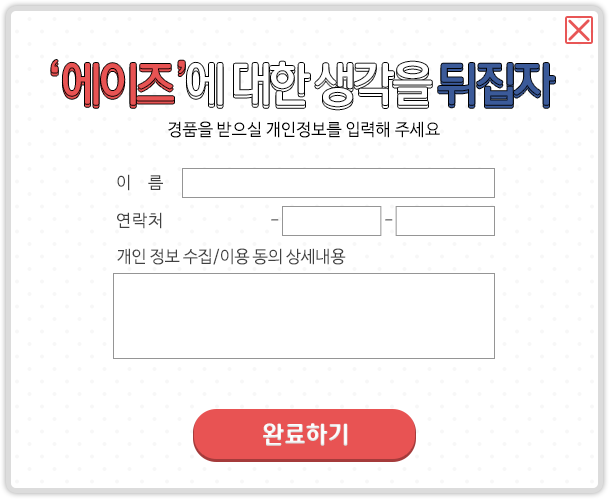 ‘에이즈’에 대한 생각을 뒤집자
경품을 받으실 개인정보를 입력해 주세요
이 름
연락처 - -
개인 정보 수집/이용 동의 상세내용
완료하기